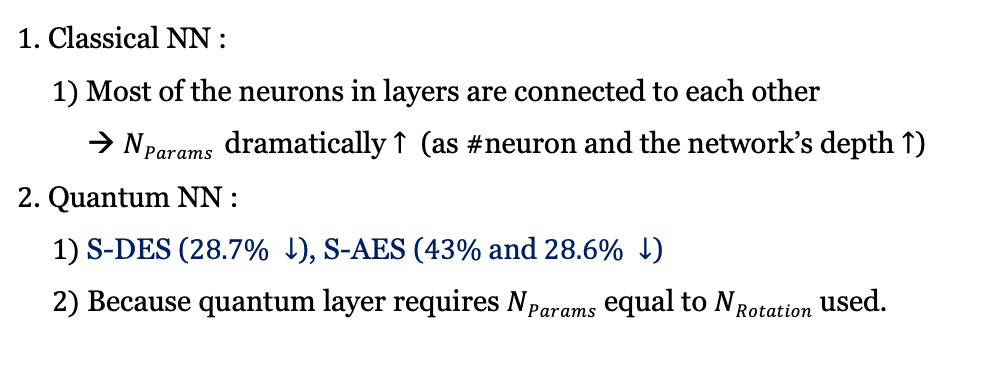 1. Classical NN :
1) Most of the neurons in layers are connected to each other
→ N_Params dramatically ↑ (as #neuron and the network’s depth ↑)
2. Quantum NN :
1) S-DES (28.7% ↓), S-AES (43% and 28.6% ↓)
2) Because quantum layer requires N_Params equal to N_Rotation used.